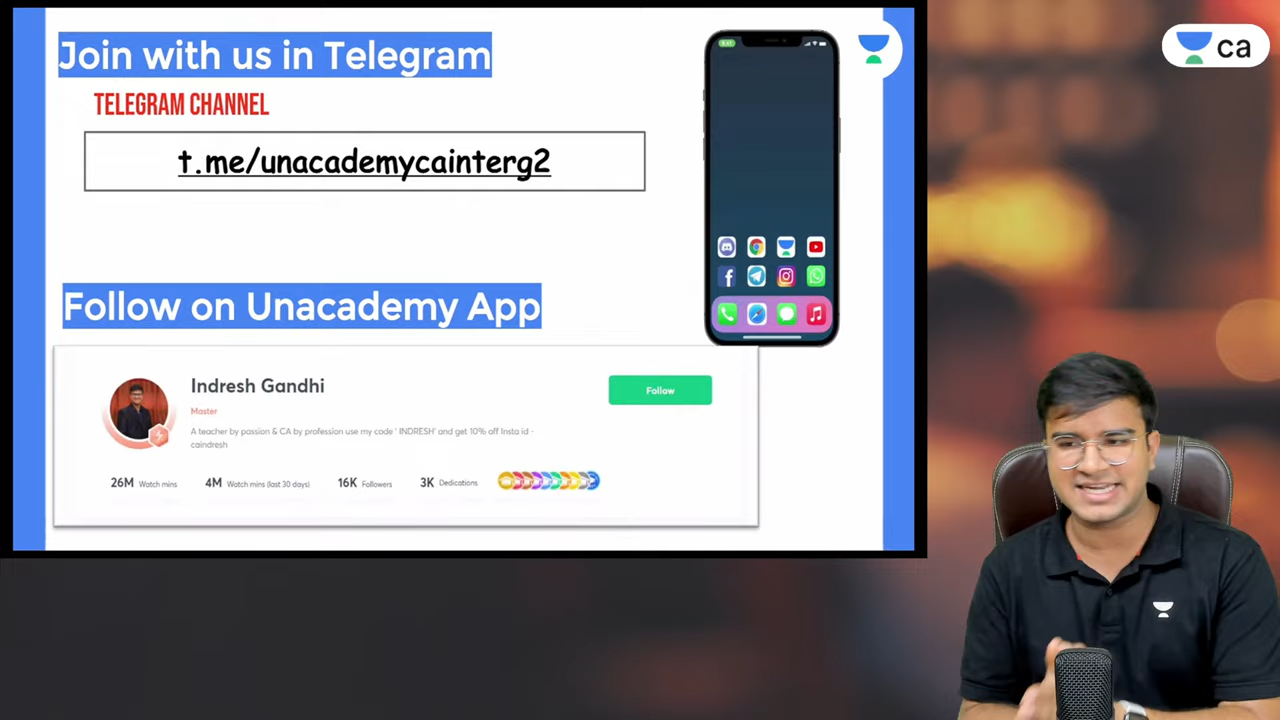 Join with us in Telegram
TELEGRAM CHANNEL
t.me/unacademycainterg2
ca
Follow on Unacademy App
Indresh Gandhi
Follow
Master
A teacher by passion & CA by profession use my code ' INDRESH' and get 10% off Insta id -
caindresh
26M Watch mins 4M Watch mins (last 30 days) 16K Followers 3K Dedications